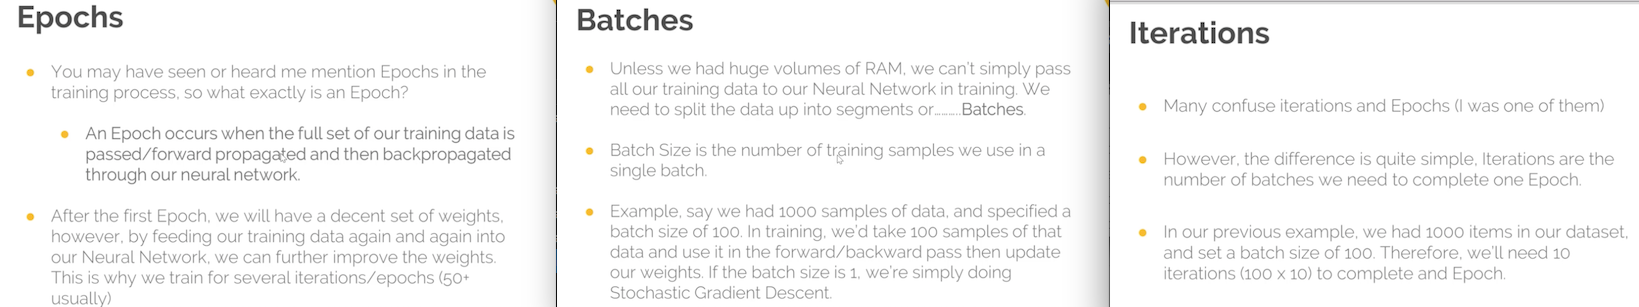 Epochs
You may have seen or heard me mention Epochs in the
training process, so what exactly is an Epoch?
An Epoch occurs when the full set of our training data is
passed/forward propagated and then backpropagated
through our neural network.
After the first Epoch, we will have a decent set of weights,
however, by feeding our training data again and again into
our Neural Network, we can further improve the weights.
This is why we train for several iterations/epochs (50+
usually)
Batches
Unless we had huge volumes of RAM, we can't simply pass
all our training data to our Neural Network in training. We
need to split the data up into segments or………Batches.
Batch Size is the number of training samples we use in a
single batch.
Example, say we had 1000 samples of data, and specified a
batch size of 100. In training, we'd take 100 samples of that
data and use it in the forward/backward pass then update
our weights. If the batch size is 1, we're simply doing
Stochastic Gradient Descent.
Iterations
Many confuse iterations and Epochs (I was one of them)
However, the difference is quite simple, Iterations are the
number of batches we need to complete one Epoch.
In our previous example, we had 1000 items in our dataset,
and set a batch size of 100. Therefore, we'll need 10
iterations (100 x 10) to complete and Epoch.